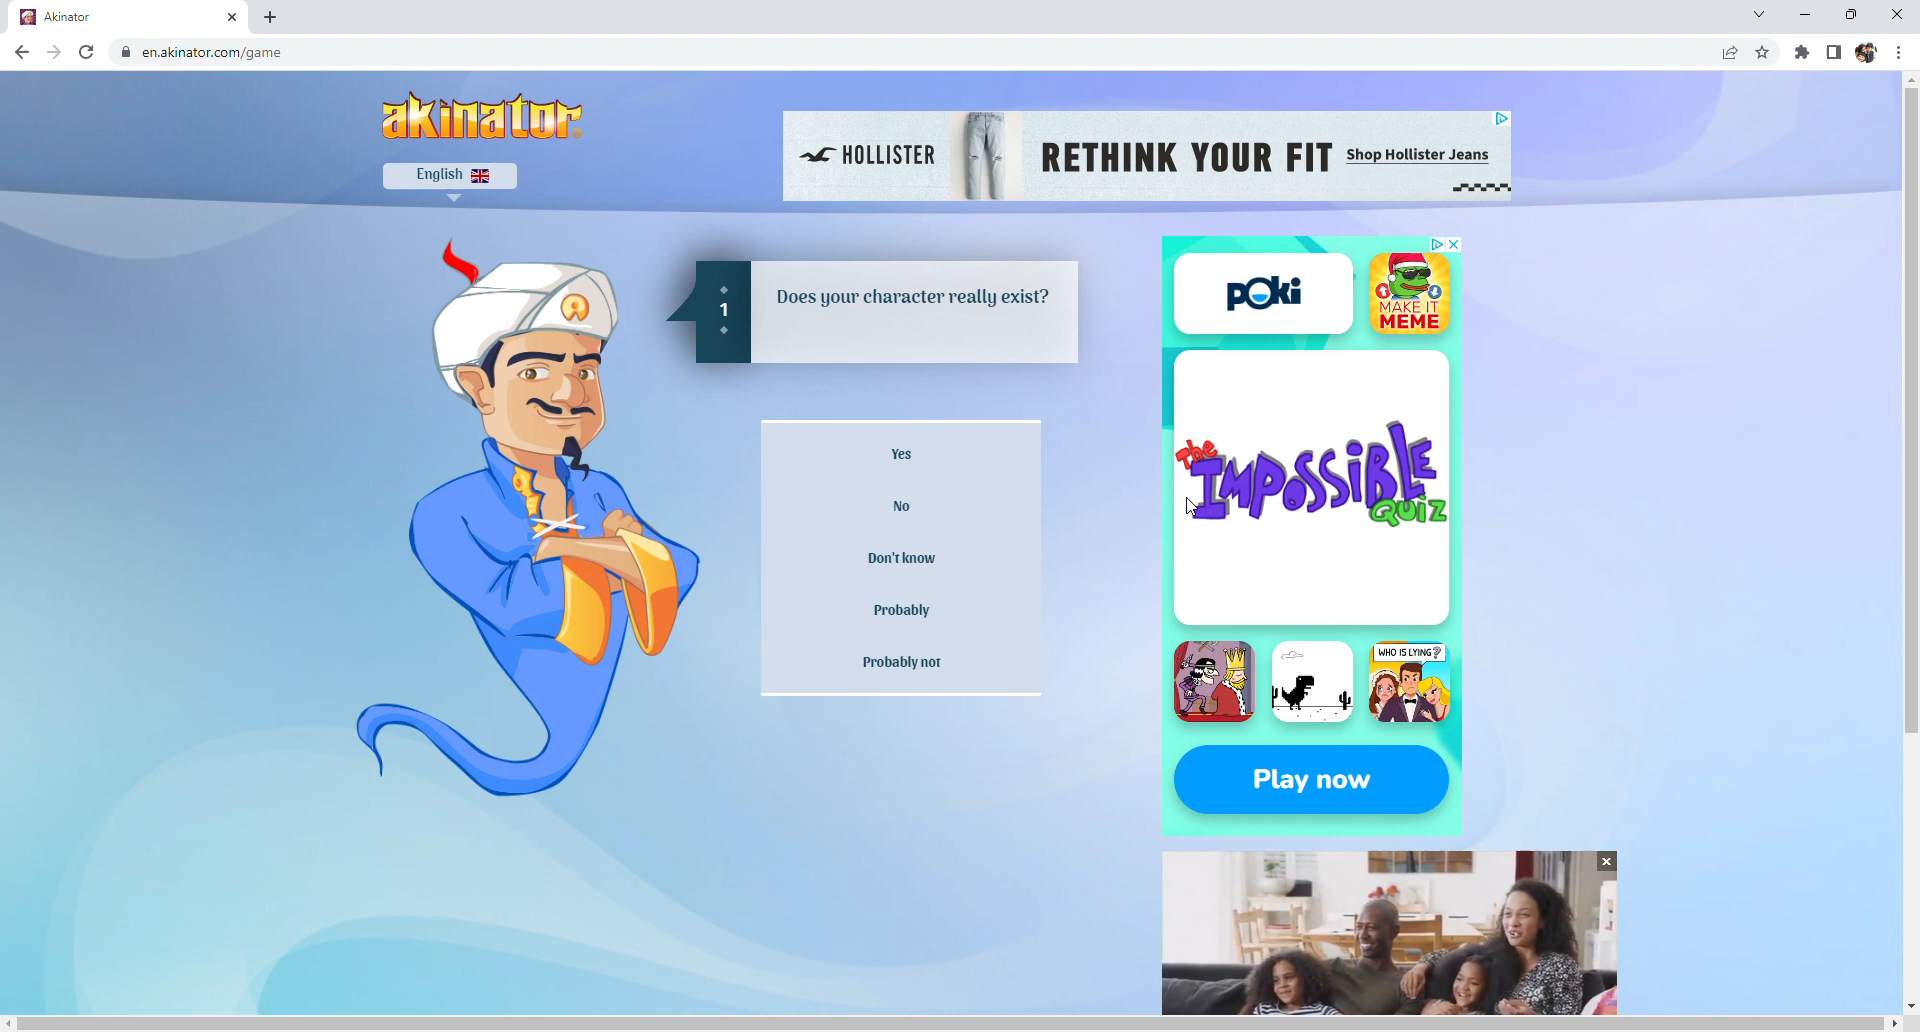 Akinator
en.akinator.com/game
akinator
English
HOLLISTER
RETHINK YOUR FIT
Shop Hollister Jeans
1
Does your character really exist?
Yes
No
Don't know
Probably
Probably not
poki
MAKE IT
MEME
The
IMPOSSIBLE
QUIZ
WHO IS LYING?
Play now